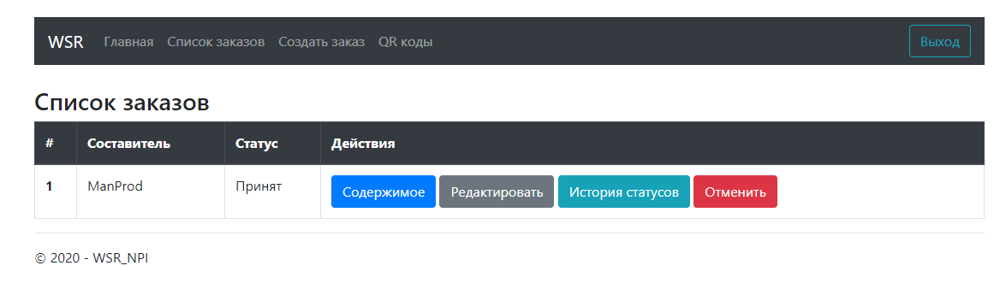 WSR Главная Список заказов Создать заказ QR коды Выход
Список заказов
# Составитель Статус Действия
1 ManProd Принят Содержимое Редактировать История статусов Отменить
© 2020 - WSR_NPI